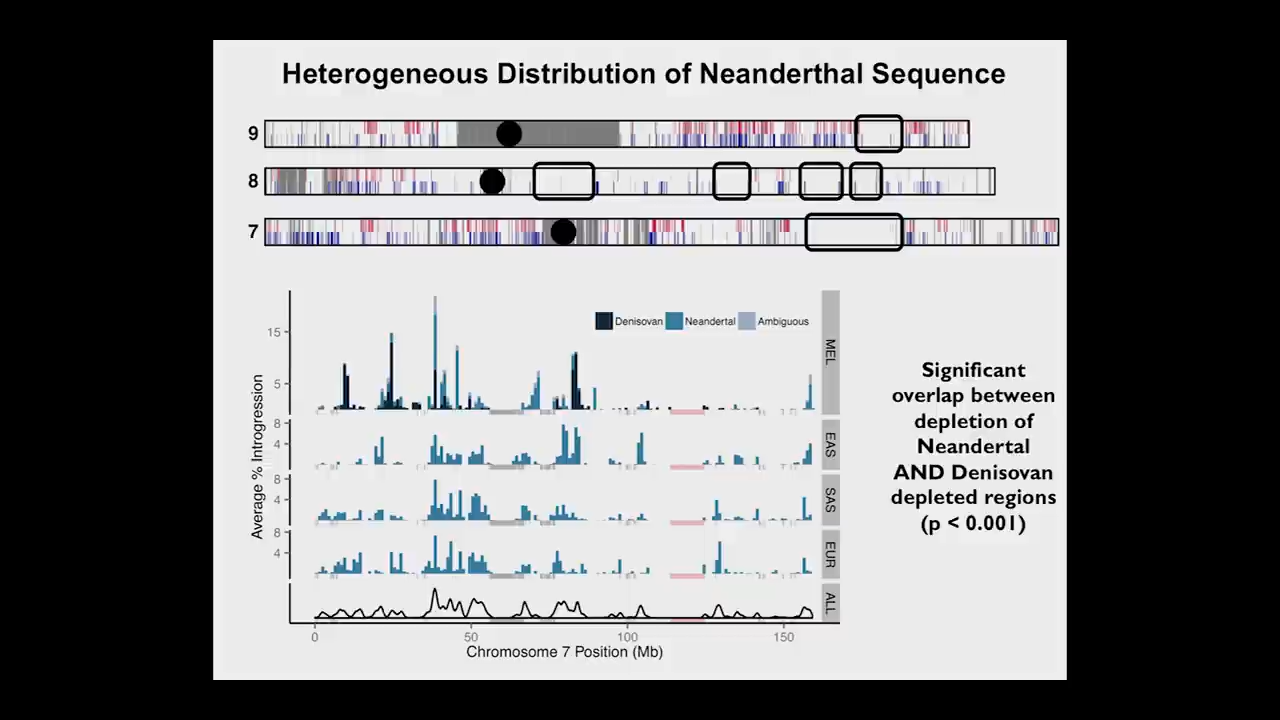 Heterogeneous Distribution of Neanderthal Sequence
9
8
7
Average % Introgression
15
5
8
4
8
4
8
4
Denisovan Neandertal Ambiguous
MEL
EAS
SAS
EUR
ALL
0 50 100 150
Chromosome 7 Position (Mb)
Significant
overlap between
depletion of
Neandertal
AND Denisovan
depleted regions
(p < 0.001)